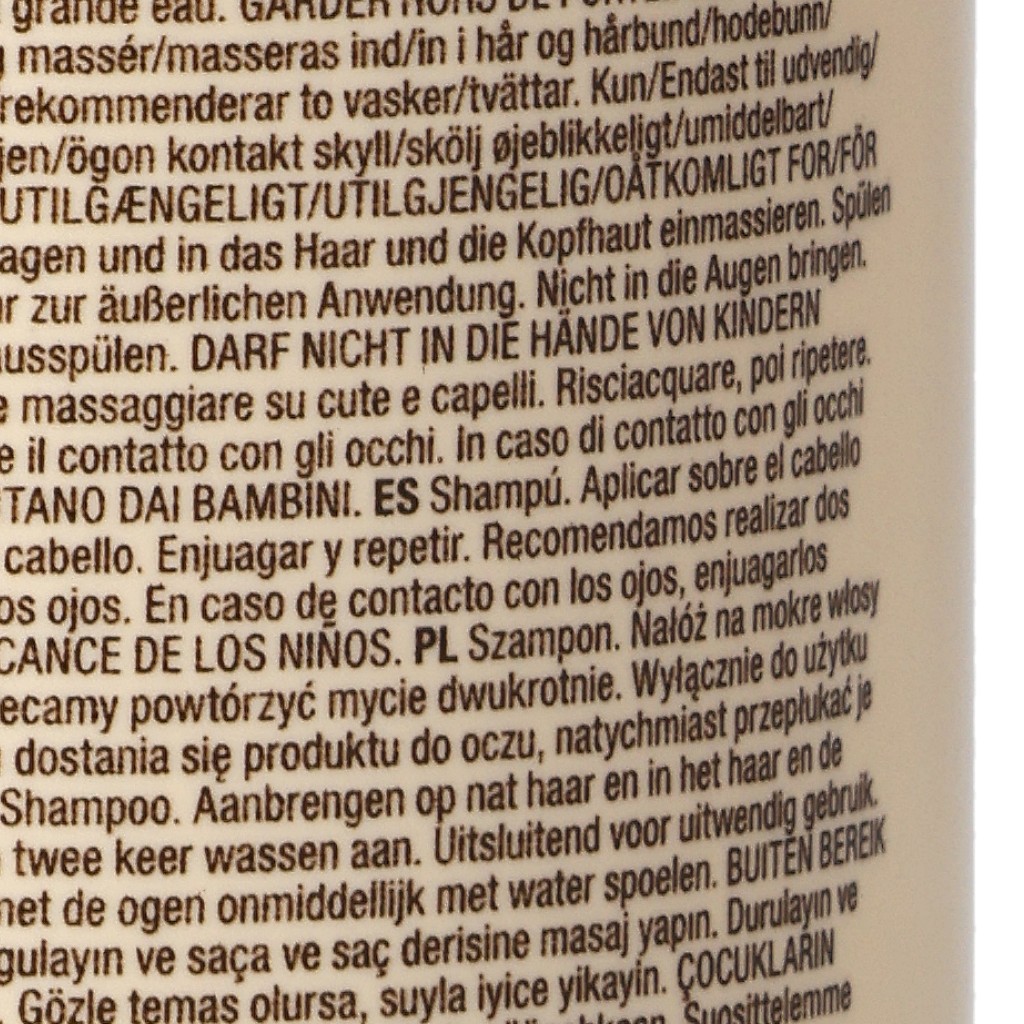 grande eau. GARDER HORS DE
massér/masseras ind/in i hår og hårbund/hodebunn/
rekommenderar to vasker/tvättar. Kun/Endast til udvendig/
jen/ögon kontakt skyll/skölj øjeblikkeligt/umiddelbart/
UTILGÆNGELIGT/UTILGJENGELIG/OÅTKOMLIGT FOR/FÖR
agen und in das Haar und die Kopfhaut einmassieren. Spülen
ur zur äußerlichen Anwendung. Nicht in die Augen bringen.
usspülen. DARF NICHT IN DIE HÄNDE VON KINDERN
e massaggiare su cute e capelli. Risciacquare, poi ripetere.
e il contatto con gli occhi. In caso di contatto con gli occhi
TANO DAI BAMBINI. ES Shampú. Aplicar sobre el cabello
cabello. Enjuagar y repetir. Recomendamos realizar dos
os ojos. En caso de contacto con los ojos, enjuagarlos
CANCE DE LOS NIÑOS. PL Szampon. Nałóż na mokre włosy
ecamy powtórzyć mycie dwukrotnie. Wyłącznie do użytku
dostania się produktu do oczu, natychmiast przepłukać je
Shampoo. Aanbrengen op nat haar en in het haar en de
twee keer wassen aan. Uitsluitend voor uitwendig gebruik.
met de ogen onmiddellijk met water spoelen. BUITEN BEREIK
gulayın ve saça ve saç derisine masaj yapın. Durulayın ve
. Gözle temas olursa, suyla iyice yikayin. ÇOCUKLARIN
Suosittelemme